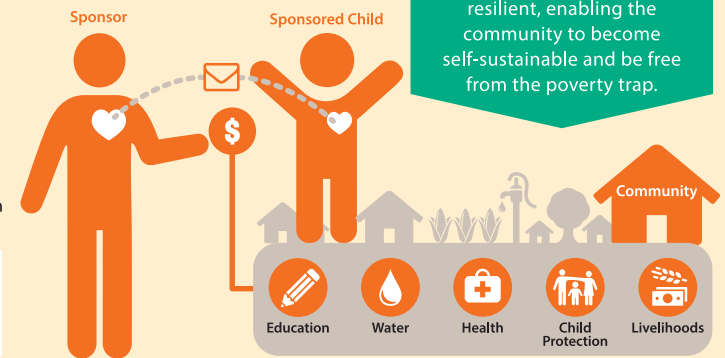 Sponsor
Sponsored Child
resilient, enabling the
community to become
self-sustainable and be free
from the poverty trap.
$
Community
Education
Water
Health
Child
Protection
Livelihoods